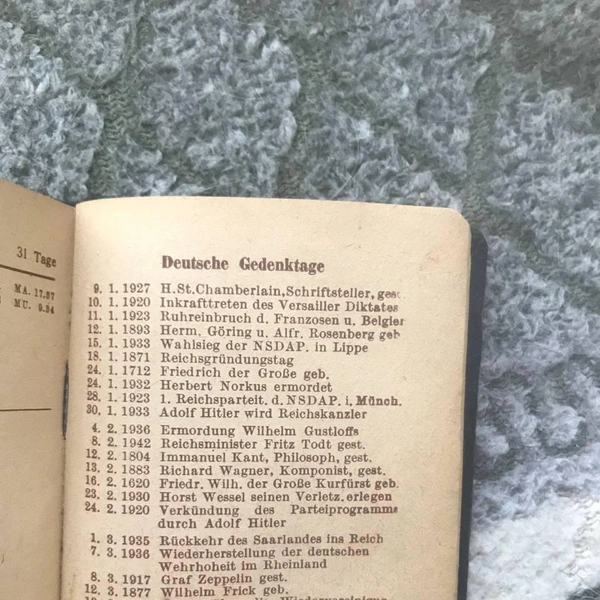 31 Tage
MA. 17.37
MU. 9.34
Deutsche Gedenktage
9. 1. 1927 H. St. Chamberlain, Schriftsteller, gest.
10. 1. 1920 Inkrafttreten des Versailler Diktates
11. 1. 1923 Ruhreinbruch d. Franzosen u. Belgier
12. 1. 1893 Herm. Göring u. Alfr. Rosenberg geb
15. 1. 1933 Wahlsieg der NSDAP. in Lippe
18. 1. 1871 Reichsgründungstag
24. 1. 1712 Friedrich der Große geb.
24. 1. 1932 Herbert Norkus ermordet
28. 1. 1923 1. Reichsparteit. d. NSDAP. i. Münch.
30. 1. 1933 Adolf Hitler wird Reichskanzler
4. 2. 1936 Ermordung Wilhelm Gustloffs
8. 2. 1942 Reichsminister Fritz Todt gest.
12. 2. 1804 Immanuel Kant, Philosoph, gest.
13. 2. 1883 Richard Wagner, Komponist, gest.
16. 2. 1620 Friedr. Wilh. der Große Kurfürst geb.
23. 2. 1930 Horst Wessel seinen Verletz. erlegen
24. 2. 1920 Verkündung des Parteiprogramms
durch Adolf Hitler
1. 3. 1935 Rückkehr des Saarlandes ins Reich
7. 3. 1936 Wiederherstellung der deutschen
Wehrhoheit im Rheinland
8. 3. 1917 Graf Zeppelin gest.
12. 3. 1877 Wilhelm Frick geb.